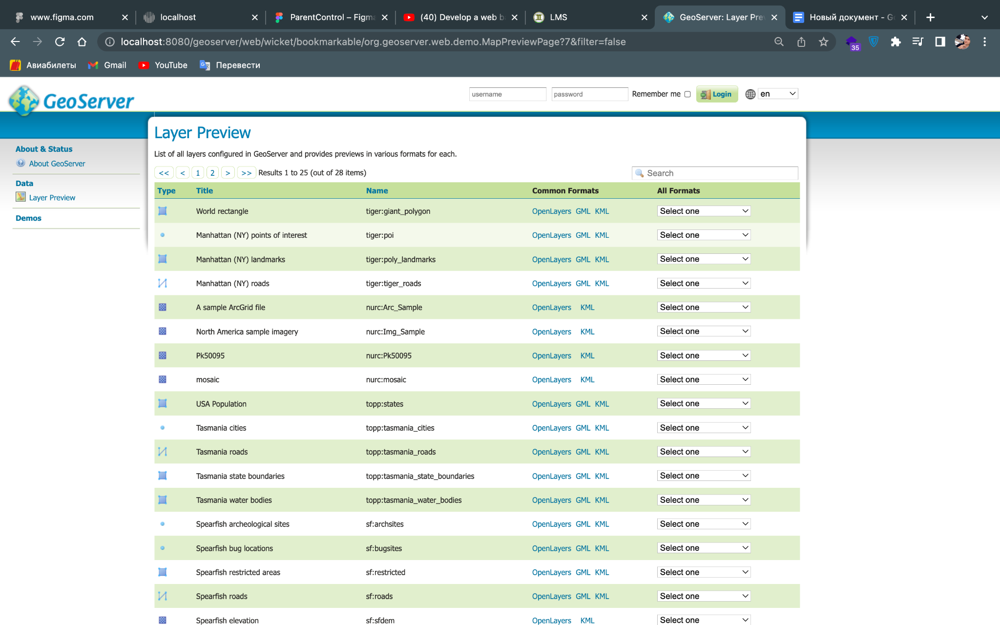 www.figma.com
localhost
ParentControl – Figma
(40) Develop a web b
LMS
GeoServer: Layer Prev
Новый документ - Go
localhost:8080/geoserver/web/wicket/bookmarkable/org.geoserver.web.demo.MapPreviewPage?7&filter=false
35
Авиабилеты
Gmail
YouTube
Перевести
GeoServer
username
password
Remember me
Login
en
About & Status
About GeoServer
Data
Layer Preview
Demos
Layer Preview
List of all layers configured in GeoServer and provides previews in various formats for each.
<< < 1 2 > >> Results 1 to 25 (out of 28 items)
Search
Type Title Name Common Formats All Formats
World rectangle tiger:giant_polygon OpenLayers GML KML Select one
Manhattan (NY) points of interest tiger:poi OpenLayers GML KML Select one
Manhattan (NY) landmarks tiger:poly_landmarks OpenLayers GML KML Select one
Manhattan (NY) roads tiger:tiger_roads OpenLayers GML KML Select one
A sample ArcGrid file nurc:Arc_Sample OpenLayers KML Select one
North America sample imagery nurc:Img_Sample OpenLayers KML Select one
Pk50095 nurc:Pk50095 OpenLayers KML Select one
mosaic nurc:mosaic OpenLayers KML Select one
USA Population topp:states OpenLayers GML KML Select one
Tasmania cities topp:tasmania_cities OpenLayers GML KML Select one
Tasmania roads topp:tasmania_roads OpenLayers GML KML Select one
Tasmania state boundaries topp:tasmania_state_boundaries OpenLayers GML KML Select one
Tasmania water bodies topp:tasmania_water_bodies OpenLayers GML KML Select one
Spearfish archeological sites sf:archsites OpenLayers GML KML Select one
Spearfish bug locations sf:bugsites OpenLayers GML KML Select one
Spearfish restricted areas sf:restricted OpenLayers GML KML Select one
Spearfish roads sf:roads OpenLayers GML KML Select one
Spearfish elevation sf:sfdem OpenLayers KML Select one